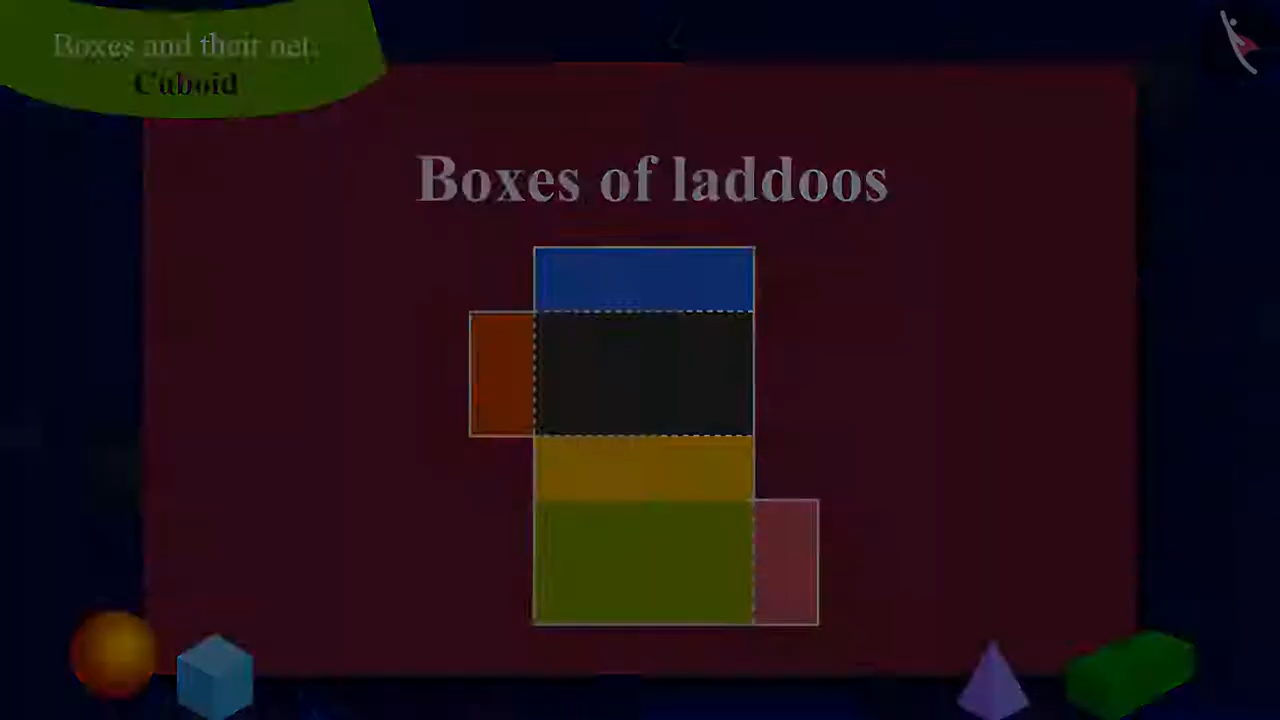 Boxes and their net.
Cuboid
Boxes of laddoos